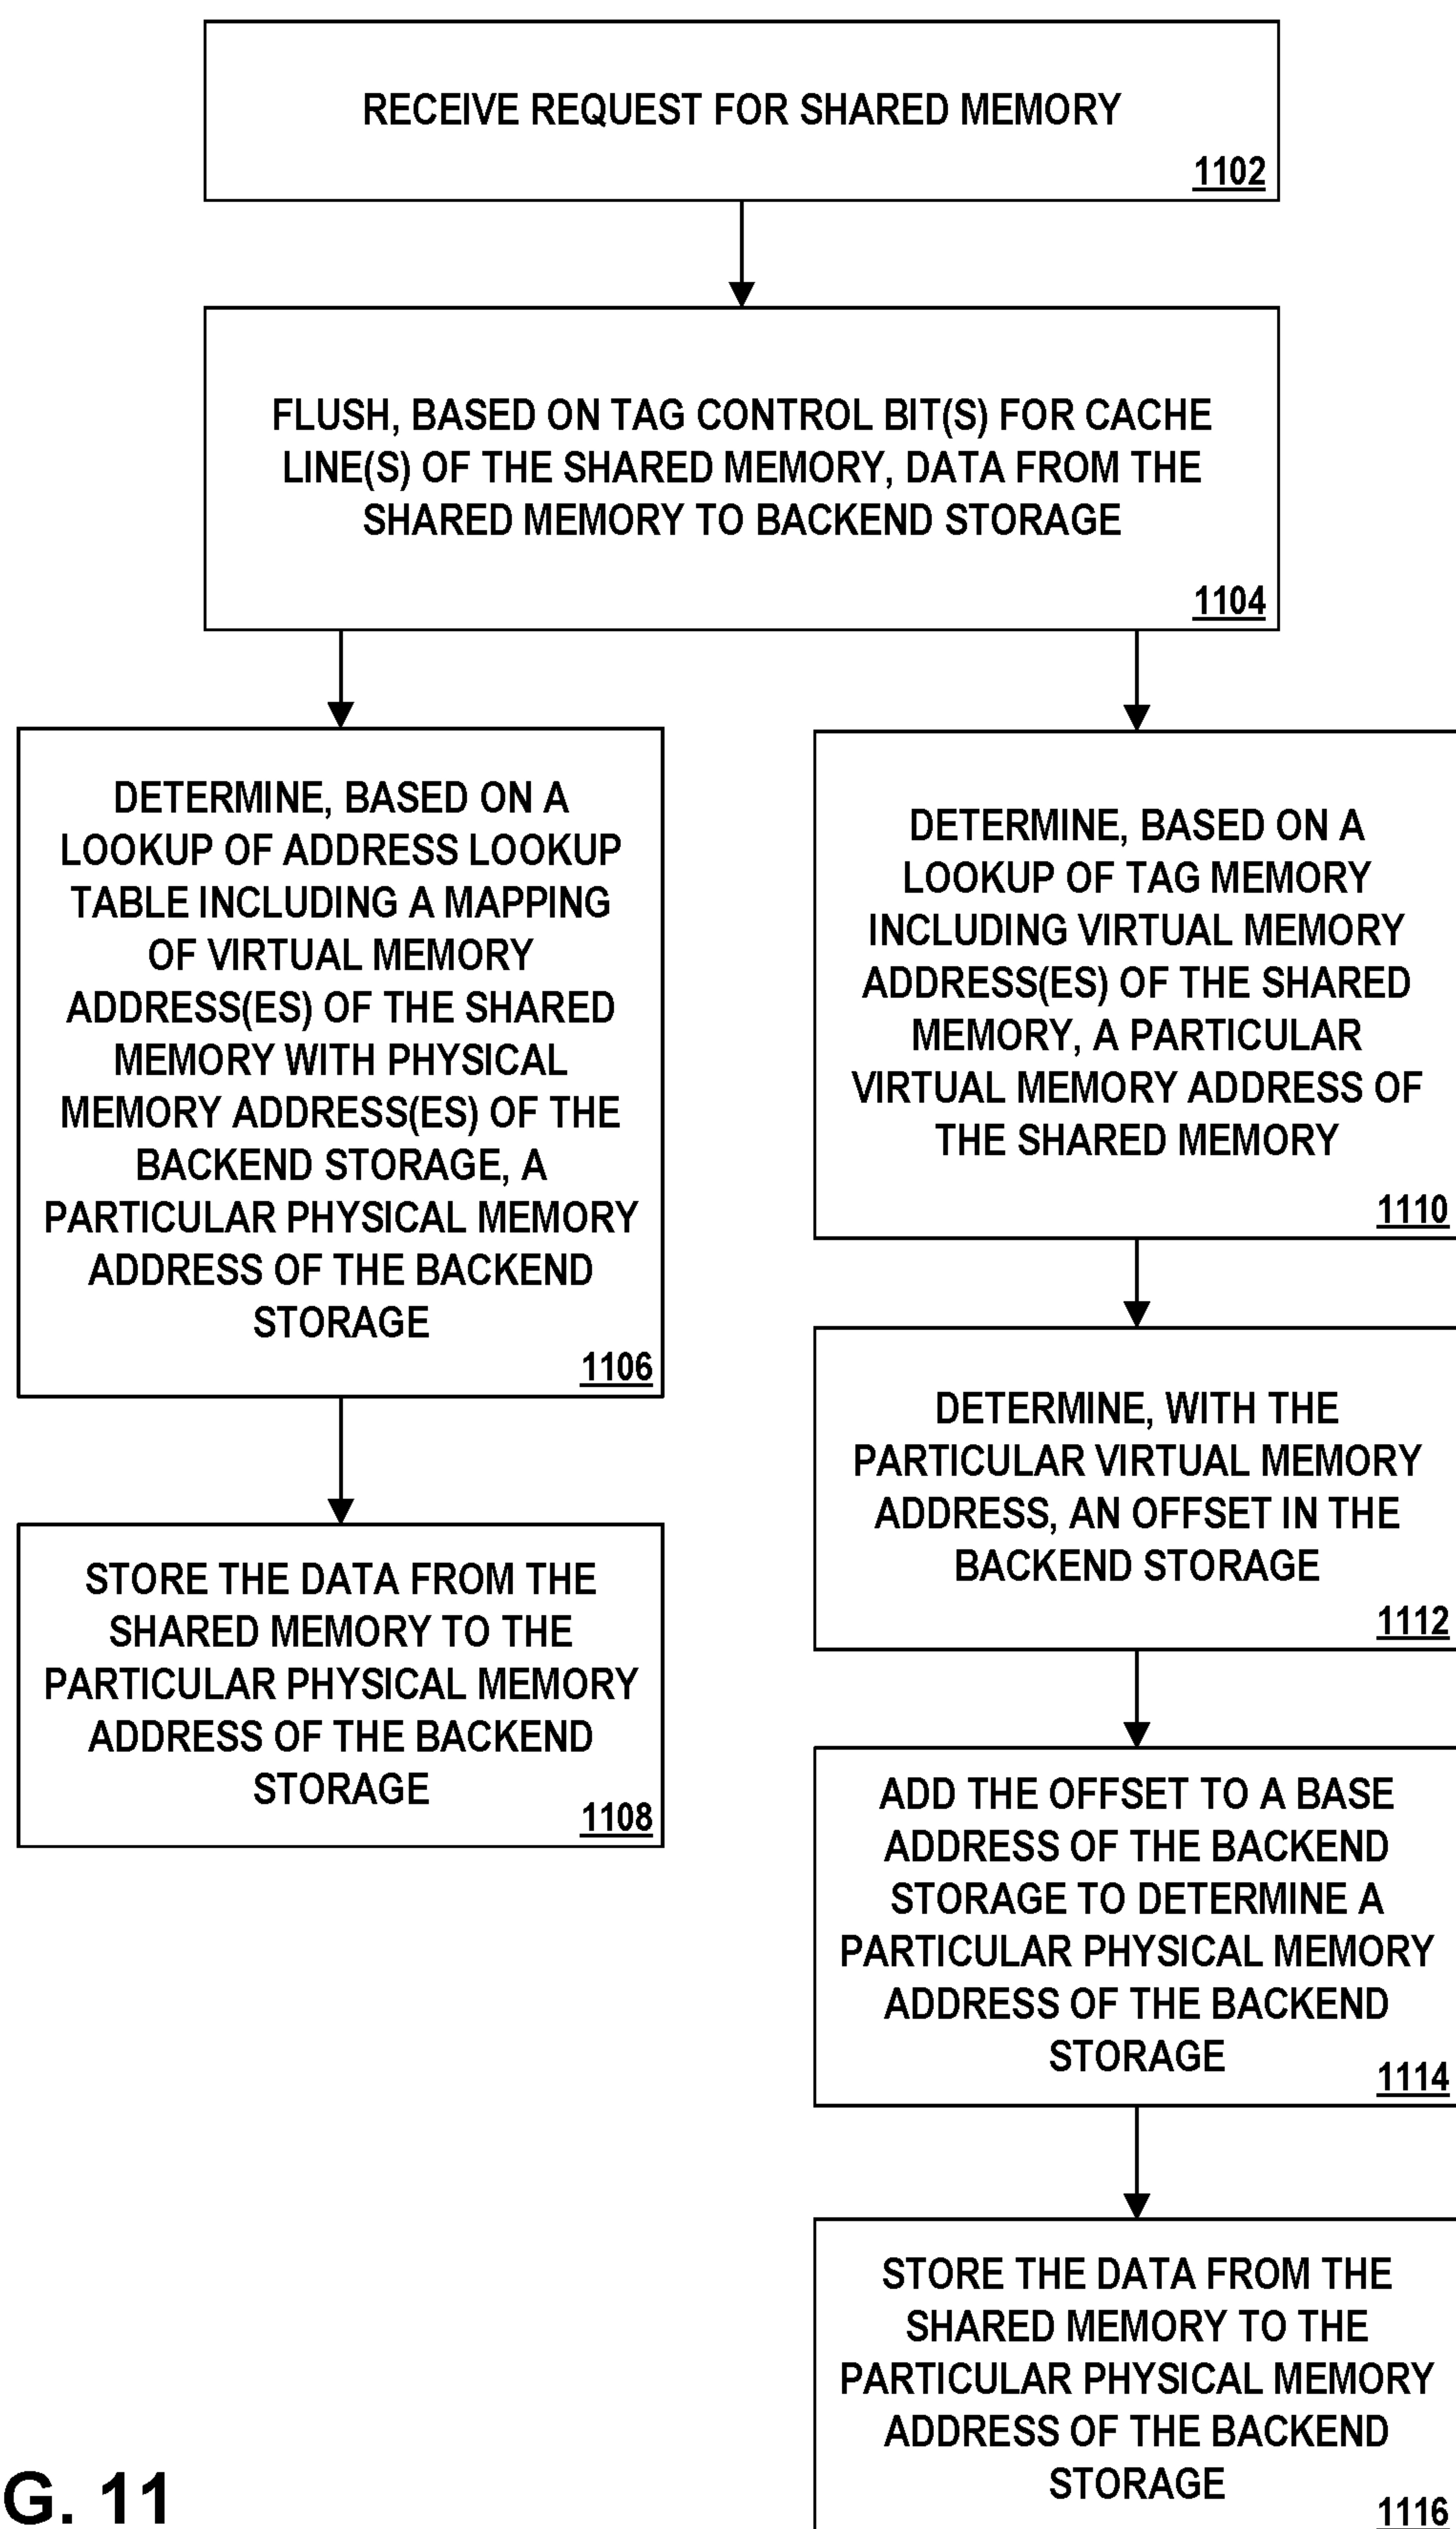 RECEIVE REQUEST FOR SHARED MEMORY
1102
FLUSH, BASED ON TAG CONTROL BIT(S) FOR CACHE
LINE(S) OF THE SHARED MEMORY, DATA FROM THE
SHARED MEMORY TO BACKEND STORAGE
1104
DETERMINE, BASED ON A
LOOKUP OF ADDRESS LOOKUP
TABLE INCLUDING A MAPPING
OF VIRTUAL MEMORY
ADDRESS(ES) OF THE SHARED
MEMORY WITH PHYSICAL
MEMORY ADDRESS(ES) OF THE
BACKEND STORAGE, A
PARTICULAR PHYSICAL MEMORY
ADDRESS OF THE BACKEND
STORAGE
1106
STORE THE DATA FROM THE
SHARED MEMORY TO THE
PARTICULAR PHYSICAL MEMORY
ADDRESS OF THE BACKEND
STORAGE
1108
DETERMINE, BASED ON A
LOOKUP OF TAG MEMORY
INCLUDING VIRTUAL MEMORY
ADDRESS(ES) OF THE SHARED
MEMORY, A PARTICULAR
VIRTUAL MEMORY ADDRESS OF
THE SHARED MEMORY
1110
DETERMINE, WITH THE
PARTICULAR VIRTUAL MEMORY
ADDRESS, AN OFFSET IN THE
BACKEND STORAGE
1112
ADD THE OFFSET TO A BASE
ADDRESS OF THE BACKEND
STORAGE TO DETERMINE A
PARTICULAR PHYSICAL MEMORY
ADDRESS OF THE BACKEND
STORAGE
1114
STORE THE DATA FROM THE
SHARED MEMORY TO THE
PARTICULAR PHYSICAL MEMORY
ADDRESS OF THE BACKEND
STORAGE
1116
G. 11